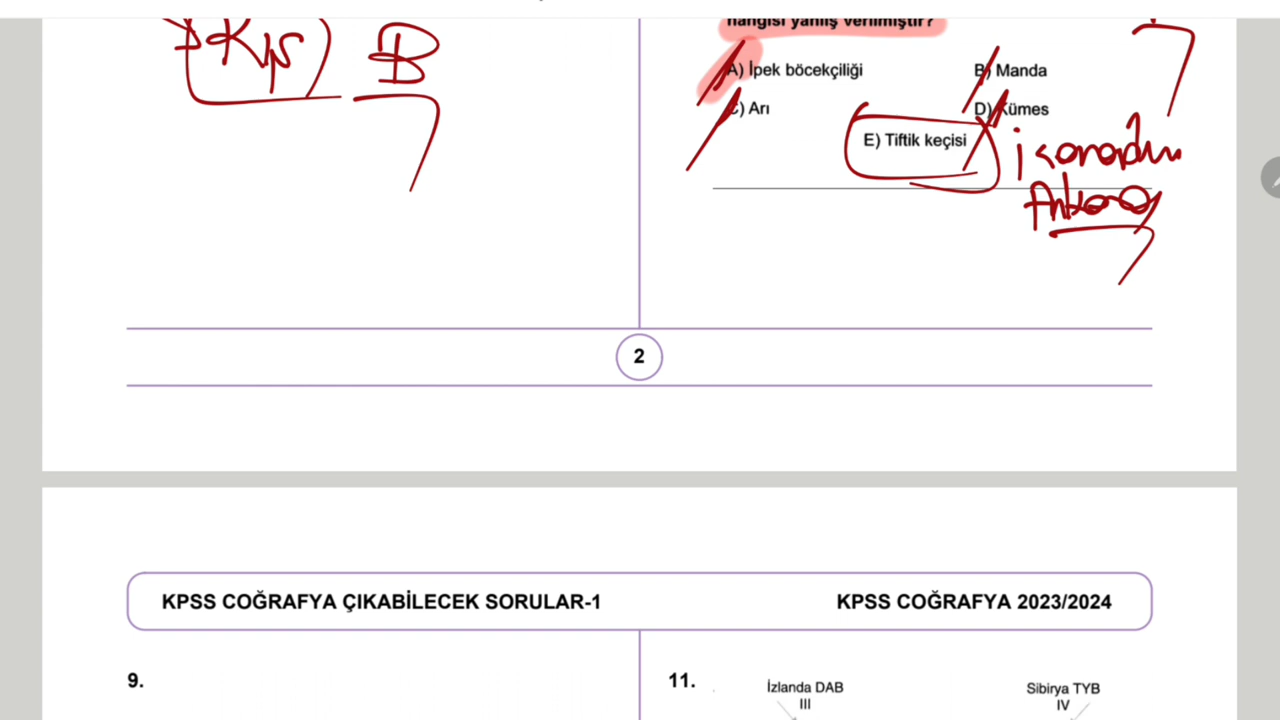 B
hangisi yanlış verilmiştir?
A) İpek böcekçiliği
B) Manda
C) Arı
D) Kümes
E) Tiftik keçisi
Ankara
2
KPSS COĞRAFYA ÇIKABİLECEK SORULAR-1
KPSS COĞRAFYA 2023/2024
9.
11.
İzlanda DAB
III
Sibirya TYB
IV